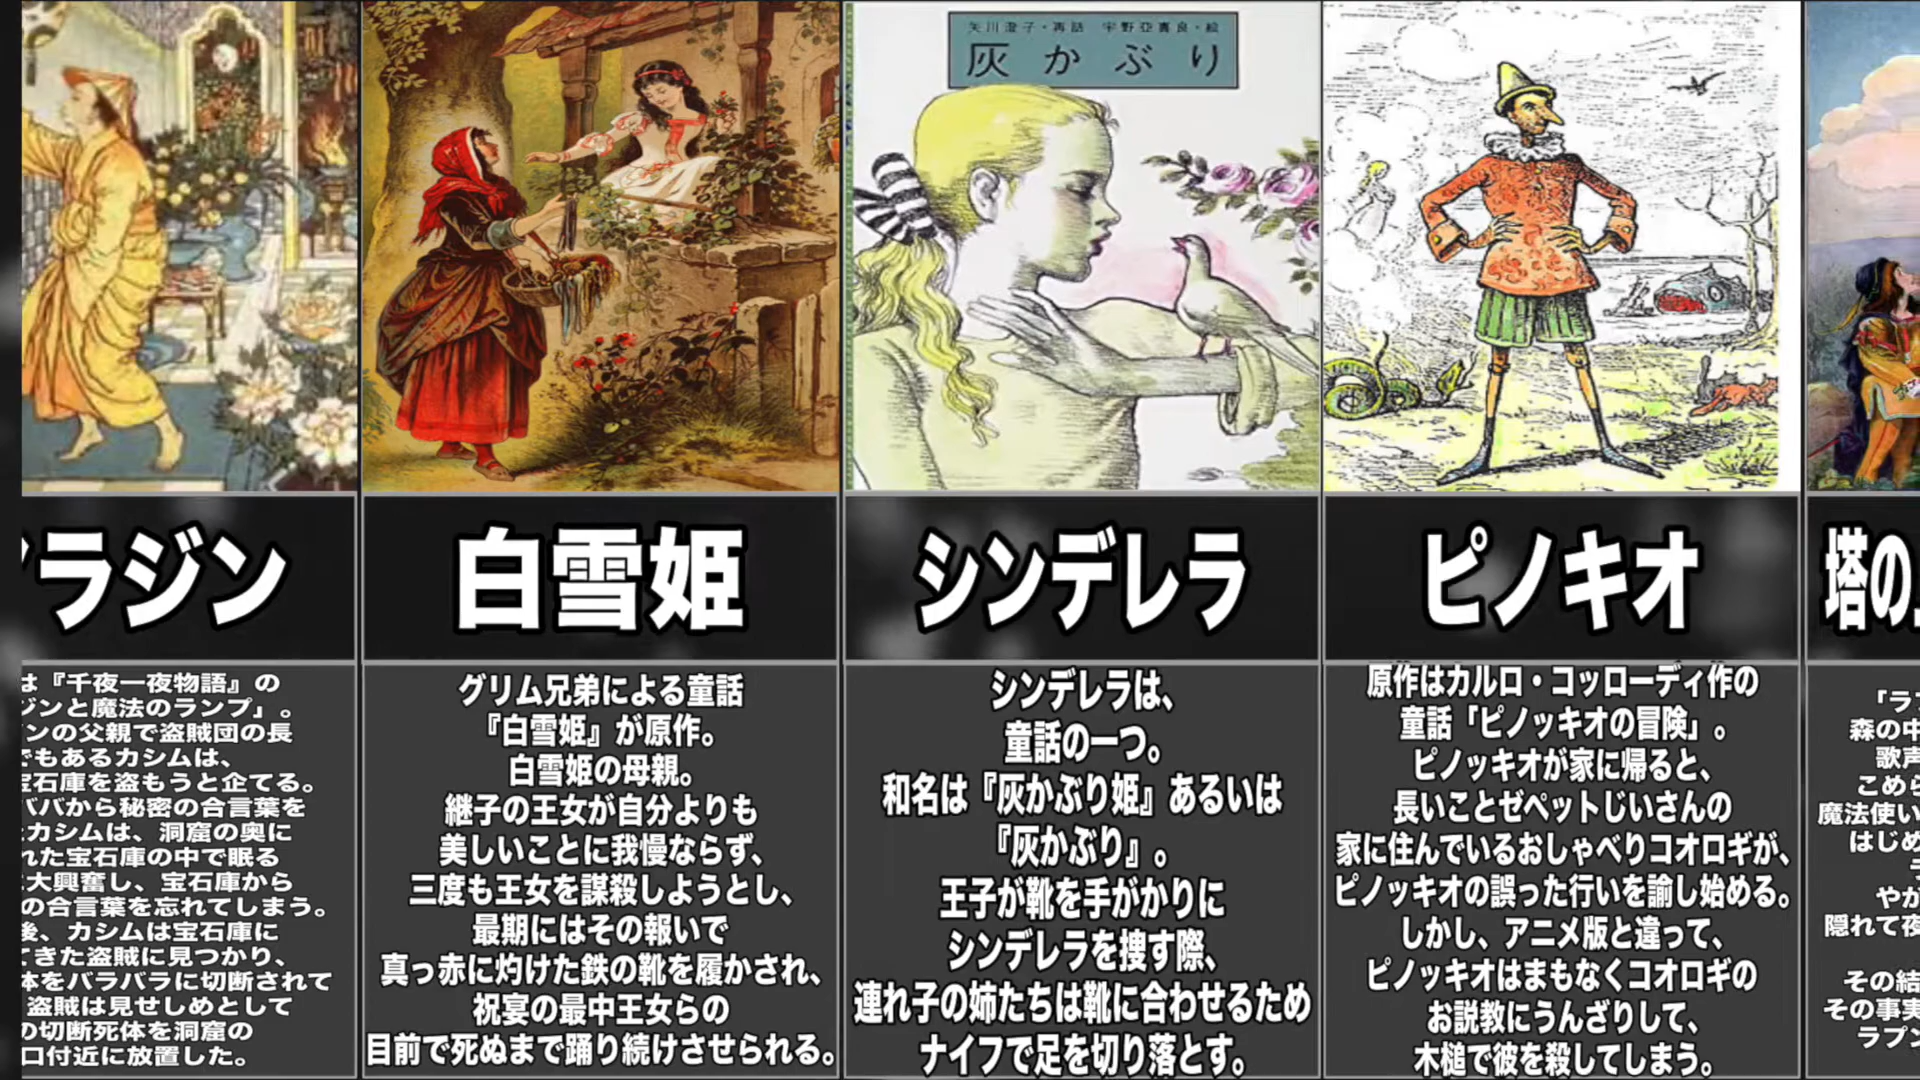 矢川澄子・再話 宇野亞喜良・絵
灰かぶり
ラジン
は『千夜一夜物語』の
ジンと魔法のランプ』。
ンの父親で盗賊団の長
でもあるカシムは、
宝石庫を盗もうと企てる。
ババから秘密の合言葉を
カシムは、洞窟の奥に
れた宝石庫の中で眠る
大興奮し、宝石庫から
の合言葉を忘れてしまう。
後、カシムは宝石庫に
てきた盗賊に見つかり、
体をバラバラに切断されて
盗賊は見せしめとして
の切断死体を洞窟の
口付近に放置した。
白雪姫
グリム兄弟による童話
『白雪姫』が原作。
白雪姫の母親。
継子の王女が自分よりも
美しいことに我慢ならず、
三度も王女を謀殺しようとし、
最期にはその報いで
真っ赤に灼けた鉄の靴を履かされ、
祝宴の最中王女らの
目前で死ぬまで踊り続けさせられる。
シンデレラ
シンデレラは、
童話の一つ。
和名は『灰かぶり姫』あるいは
『灰かぶり』。
王子が靴を手がかりに
シンデレラを捜す際、
連れ子の姉たちは靴に合わせるため
ナイフで足を切り落とす。
ピノキオ
原作はカルロ・コッローディ作の
童話「ピノッキオの冒険」。
ピノッキオが家に帰ると、
長いことゼペットじいさんの
家に住んでいるおしゃべりコオロギが、
ピノッキオの誤った行いを諭し始める。
しかし、アニメ版と違って、
ピノッキオはまもなくコオロギの
お説教にうんざりして、
木槌で彼を殺してしまう。
塔の
「ラ
森の中
歌声
こめら
魔法使い
はじめ
やか
隠れて夜
その結
その事実
ラプン